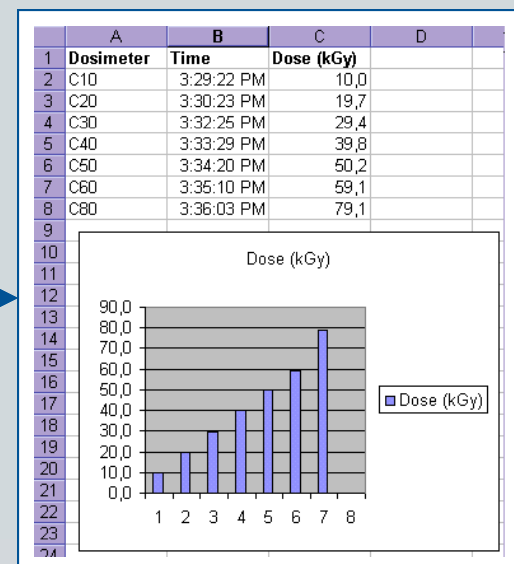 A B C D
1 Dosimeter Time Dose (kGy)
2 C10 3:29:22 PM 10,0
3 C20 3:30:23 PM 19,7
4 C30 3:32:25 PM 29,4
5 C40 3:33:29 PM 39,8
6 C50 3:34:20 PM 50,2
7 C60 3:35:10 PM 59,1
8 C80 3:36:03 PM 79,1
9
10
11
12
13
14
15
16
17
18
19
20
21
22
23
24
Dose (kGy)
90,0
80,0
70,0
60,0
50,0
40,0
30,0
20,0
10,0
0,0
1 2 3 4 5 6 7 8
Dose (kGy)